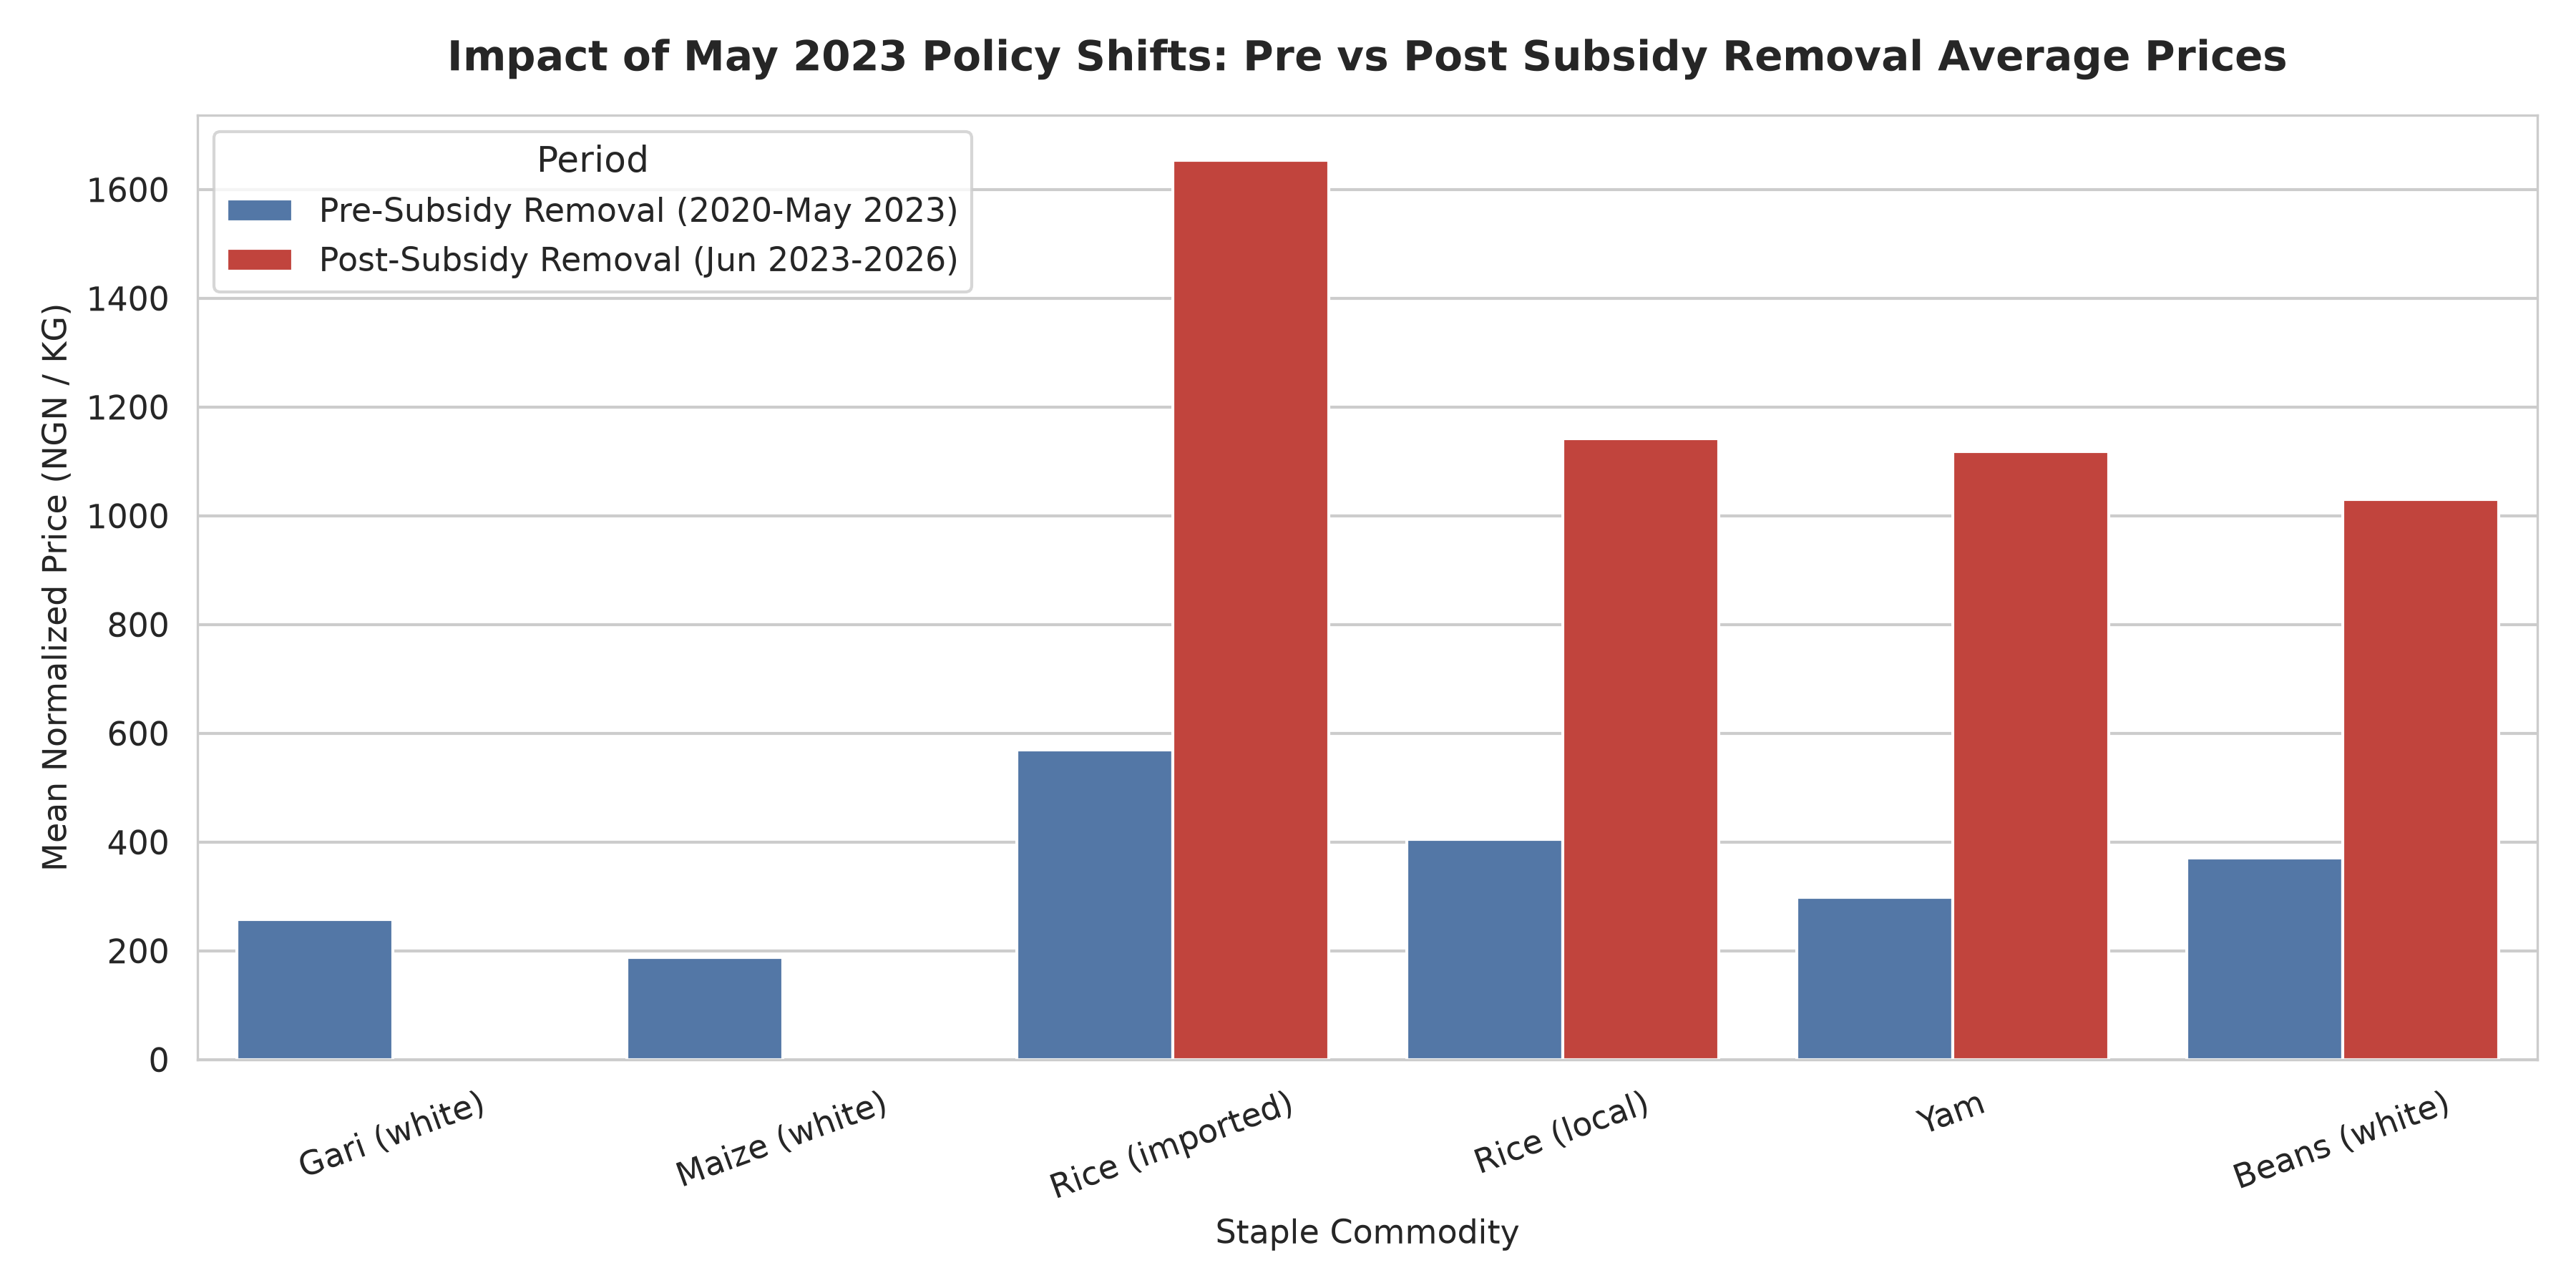 Impact of May 2023 Policy Shifts: Pre vs Post Subsidy Removal Average Prices
Period
Pre-Subsidy Removal (2020-May 2023)
Post-Subsidy Removal (Jun 2023-2026)
Mean Normalized Price (NGN / KG)
1600
1400
1200
1000
800
600
400
200
0
Gari (white)
Maize (white)
Rice (imported)
Rice (local)
Yam
Beans (white)
Staple Commodity